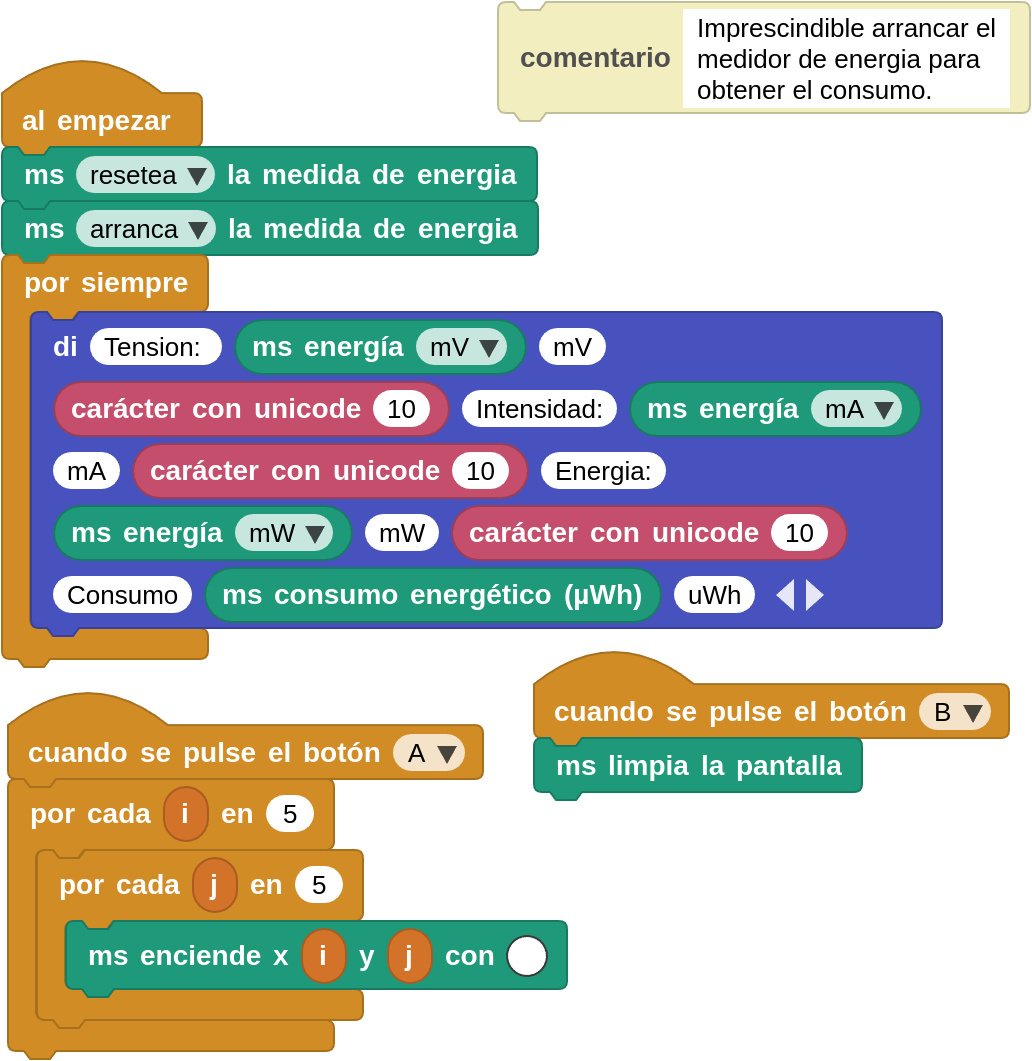 comentario Imprescindible arrancar el
medidor de energia para
obtener el consumo.
al empezar
ms resetea la medida de energia
ms arranca la medida de energia
por siempre
di Tension: ms energía mV mV
carácter con unicode 10 Intensidad: ms energía mA
mA carácter con unicode 10 Energia:
ms energía mW mW carácter con unicode 10
Consumo ms consumo energético (µWh) uWh
cuando se pulse el botón B
ms limpia la pantalla
cuando se pulse el botón A
por cada i en 5
por cada j en 5
ms enciende x i y j con